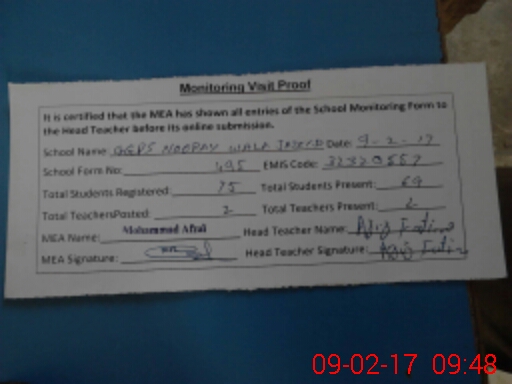 Monitoring Visit Proof
It is certified that the MEA has shown all entries of the School Monitoring Form to
the Head Teacher before its online submission.
School Name: GGPS NOORAY WALA Date: 9-2-17
School Form No: 495 EMIS Code: 32320557
Total Students Registered: 75 Total Students Present: 69
Total TeachersPosted: 2 Total Teachers Present: 2
MEA Name: Mohammad Afzal Head Teacher Name:
MEA Signature: Head Teacher Signature:
09-02-17 09:48